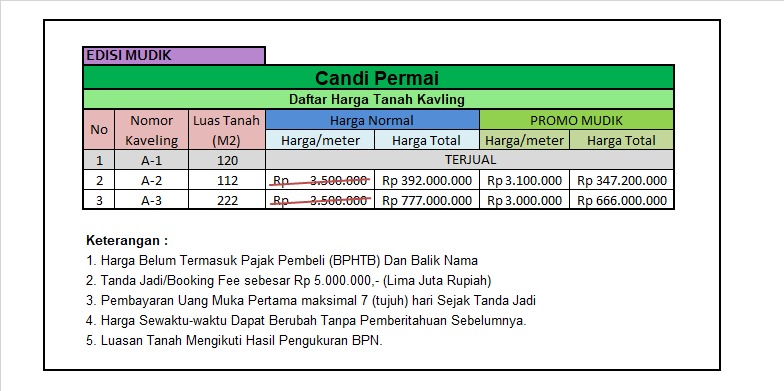 EDISI MUDIK
Candi Permai
Daftar Harga Tanah Kavling
No Nomor Kaveling Luas Tanah (M2) Harga Normal PROMO MUDIK
Harga/meter Harga Total Harga/meter Harga Total
1 A-1 120 TERJUAL
2 A-2 112 Rp 3.500.000 Rp 392.000.000 Rp 3.100.000 Rp 347.200.000
3 A-3 222 Rp 3.500.000 Rp 777.000.000 Rp 3.000.000 Rp 666.000.000
Keterangan :
1. Harga Belum Termasuk Pajak Pembeli (BPHTB) Dan Balik Nama
2. Tanda Jadi/Booking Fee sebesar Rp 5.000.000,- (Lima Juta Rupiah)
3. Pembayaran Uang Muka Pertama maksimal 7 (tujuh) hari Sejak Tanda Jadi
4. Harga Sewaktu-waktu Dapat Berubah Tanpa Pemberitahuan Sebelumnya.
5. Luasan Tanah Mengikuti Hasil Pengukuran BPN.